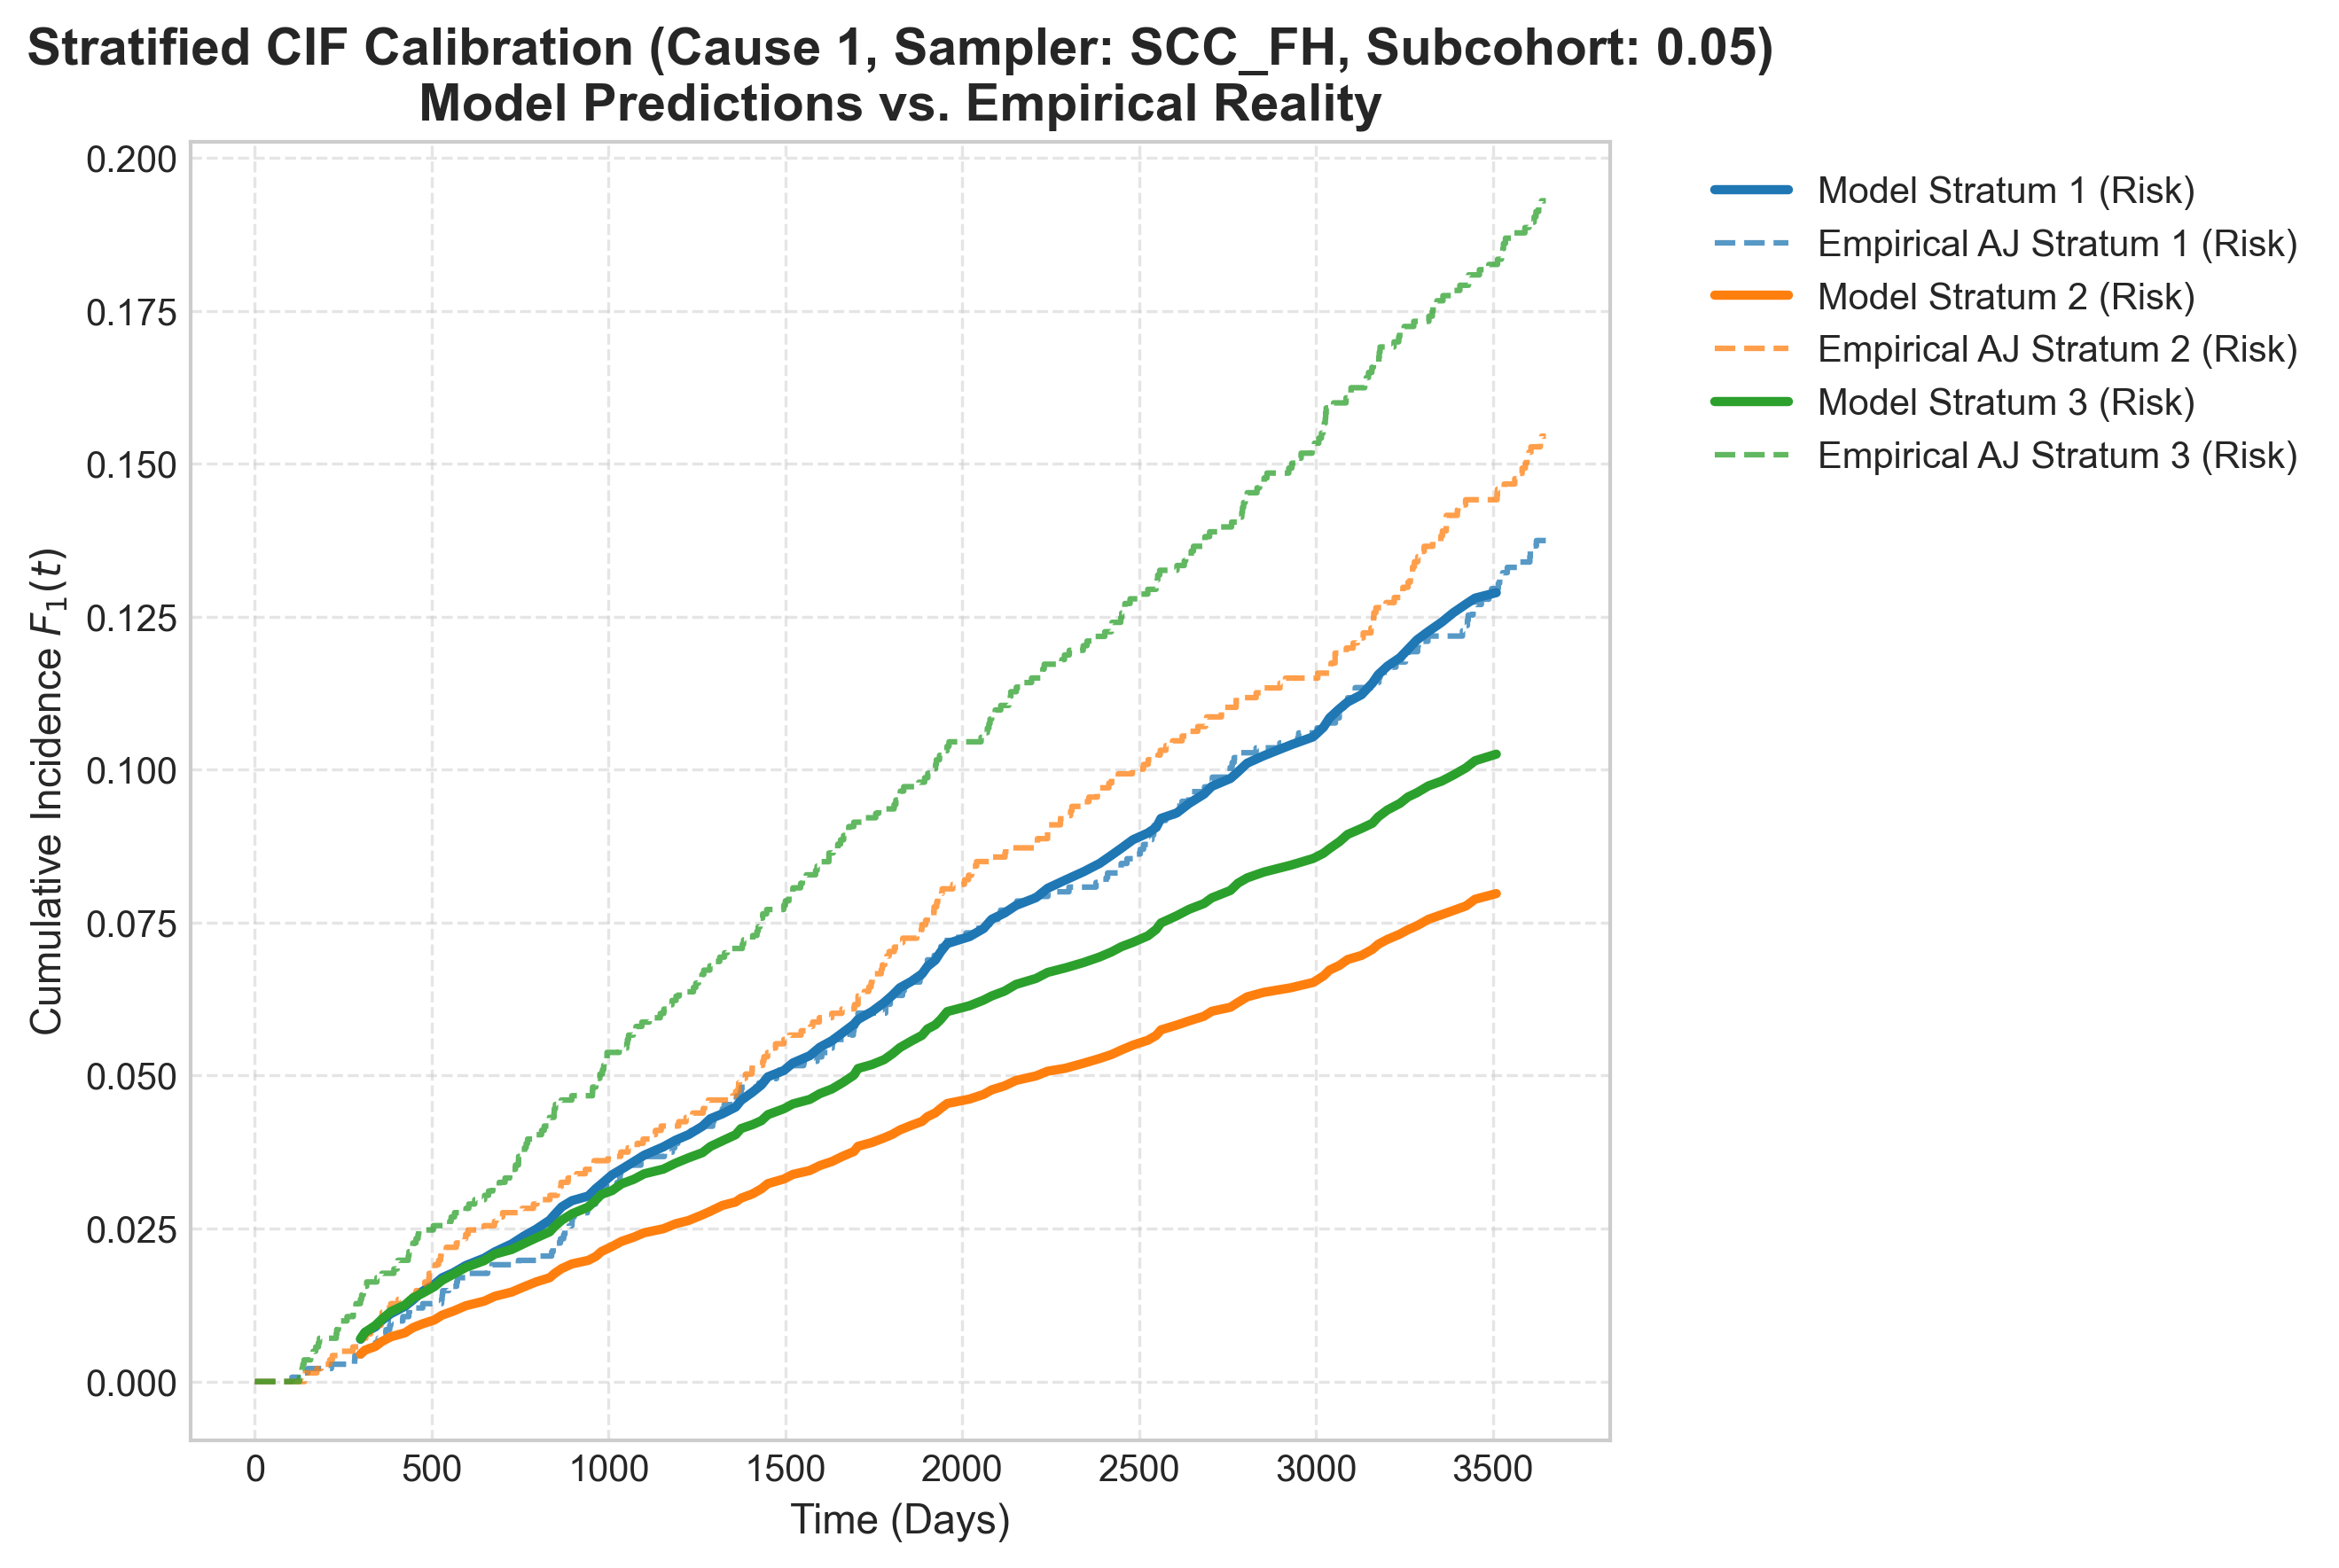 Stratified CIF Calibration (Cause 1, Sampler: SCC_FH, Subcohort: 0.05)
Model Predictions vs. Empirical Reality
Model Stratum 1 (Risk)
Empirical AJ Stratum 1 (Risk)
Model Stratum 2 (Risk)
Empirical AJ Stratum 2 (Risk)
Model Stratum 3 (Risk)
Empirical AJ Stratum 3 (Risk)
Cumulative Incidence F₁(t)
0.200
0.175
0.150
0.125
0.100
0.075
0.050
0.025
0.000
0 500 1000 1500 2000 2500 3000 3500
Time (Days)